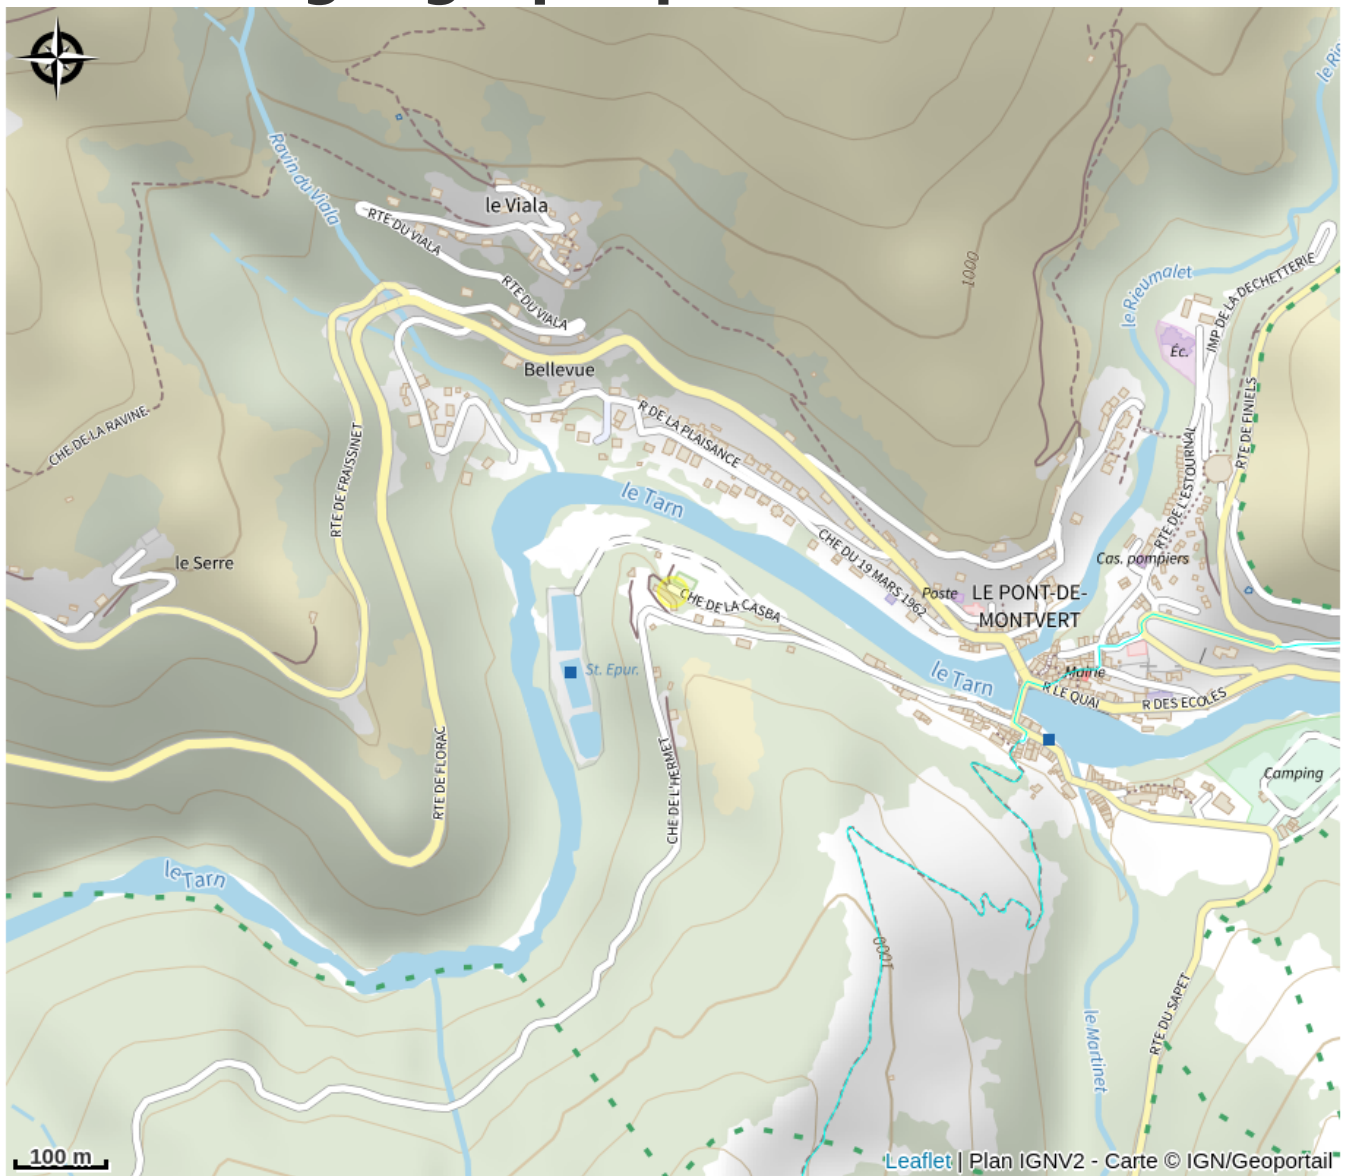 le Rie
Ravin du Viala
le Viala
RTE DU VIALA
RTE DU VIALA
1000
le Rieumalet
IMP DE LA DECHETTERIE
Éc.
Bellevue
RTE DE FINIELS
R DE LA PLAISANCE
CHE DE LA RAVINE
RTE DE FRAISSINET
RTE DE L'ESTOURNAL
le Tarn
le Serre
CHE DU 19 MARS 1962
Cas. pompiers
Poste
LE PONT-DE-
MONTVERT
CHE DE LA CASBA
St. Epur.
le Tarn
Mairie
R LE QUAI
R DES ECOLES
RTE DE FLORAC
CHE DE L'HERMET
Camping
le Tarn
1000
RTE DU SAPET
le Martinet
100 m
Leaflet | Plan IGNV2 - Carte © IGN/Geoportail